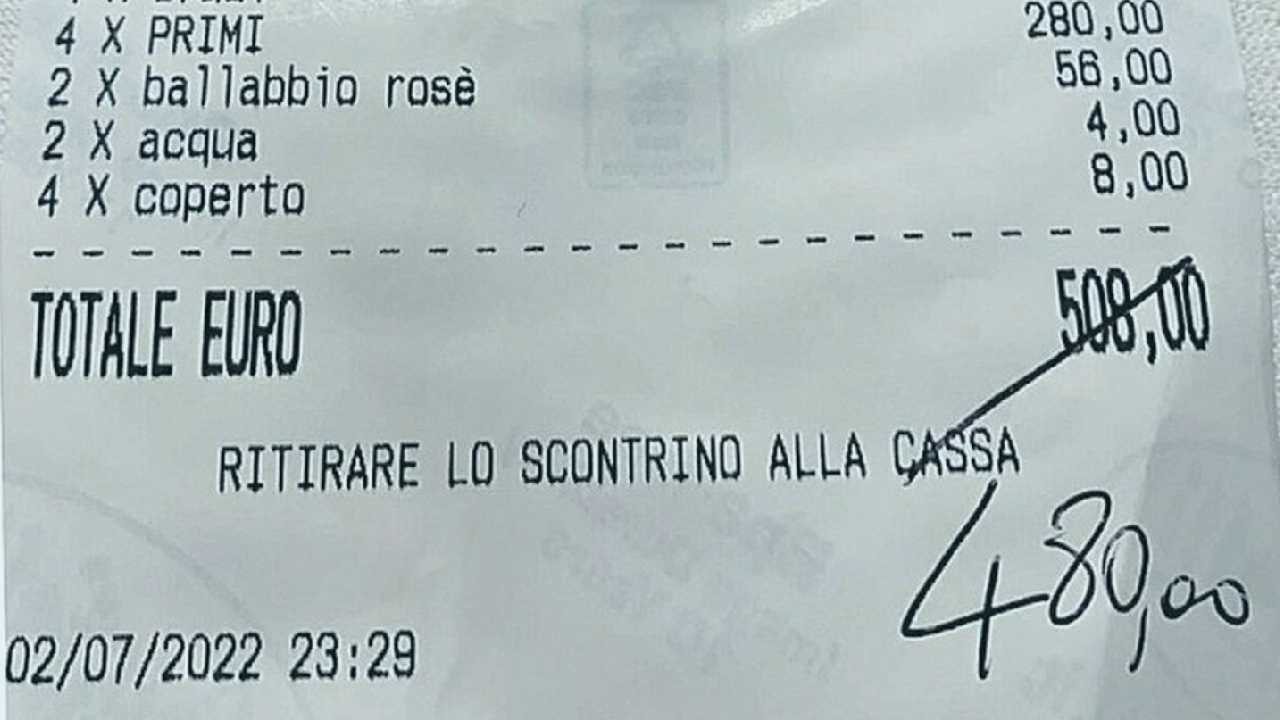 4 X PRIMI 280,00
2 X ballabbio rosè 56,00
2 X acqua 4,00
4 X coperto 8,00
TOTALE EURO 508,00
RITIRARE LO SCONTRINO ALLA CASSA
480,00
02/07/2022 23:29